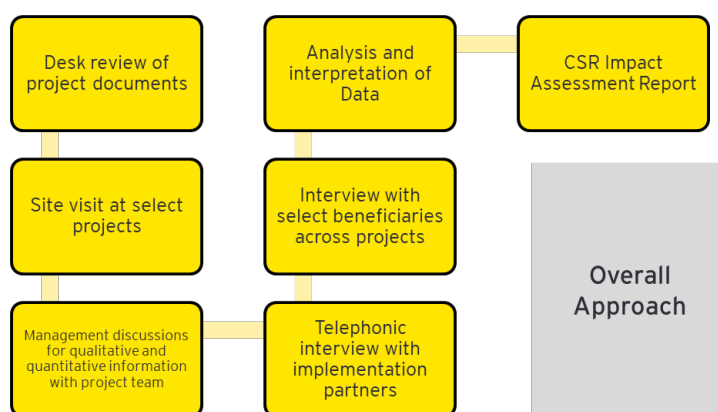 Desk review of
project documents
Site visit at select
projects
Management discussions
for qualitative and
quantitative information
with project team
Telephonic
interview with
implementation
partners
Interview with
select beneficiaries
across projects
Analysis and
interpretation of
Data
CSR Impact
Assessment Report
Overall
Approach